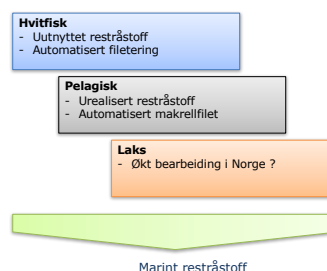 Hvitfisk
- Uutnyttet restråstoff
- Automatisert filetering
Pelagisk
- Urealisert restråstoff
- Automatisert makrellfilet
Laks
- Økt bearbeiding i Norge ?
Marint restråstoff